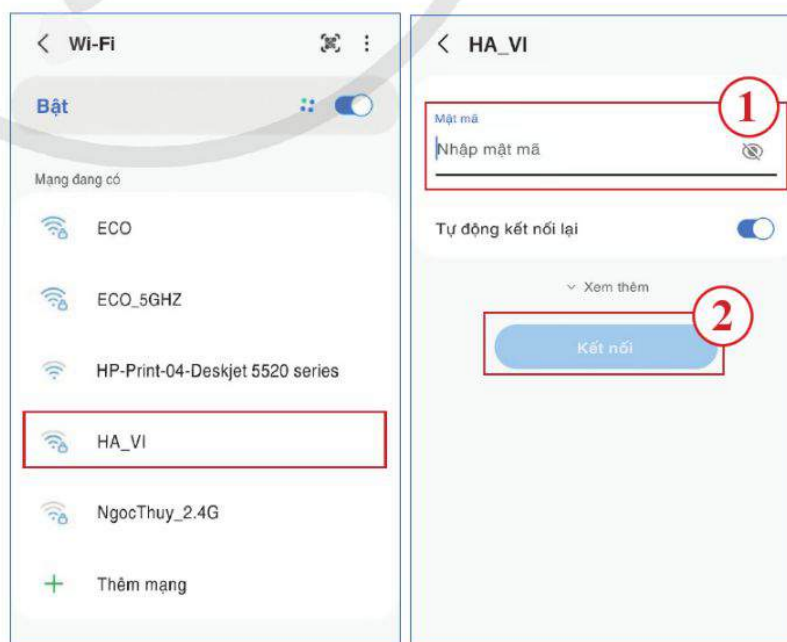 Wi-Fi
Bật
Mạng đang có
ECO
ECO_5GHZ
HP-Print-04-Deskjet 5520 series
HA_VI
NgocThuy_2.4G
Thêm mạng
HA_VI
1
Mật mã
Nhập mật mã
Tự động kết nối lại
Xem thêm
2
Kết nối